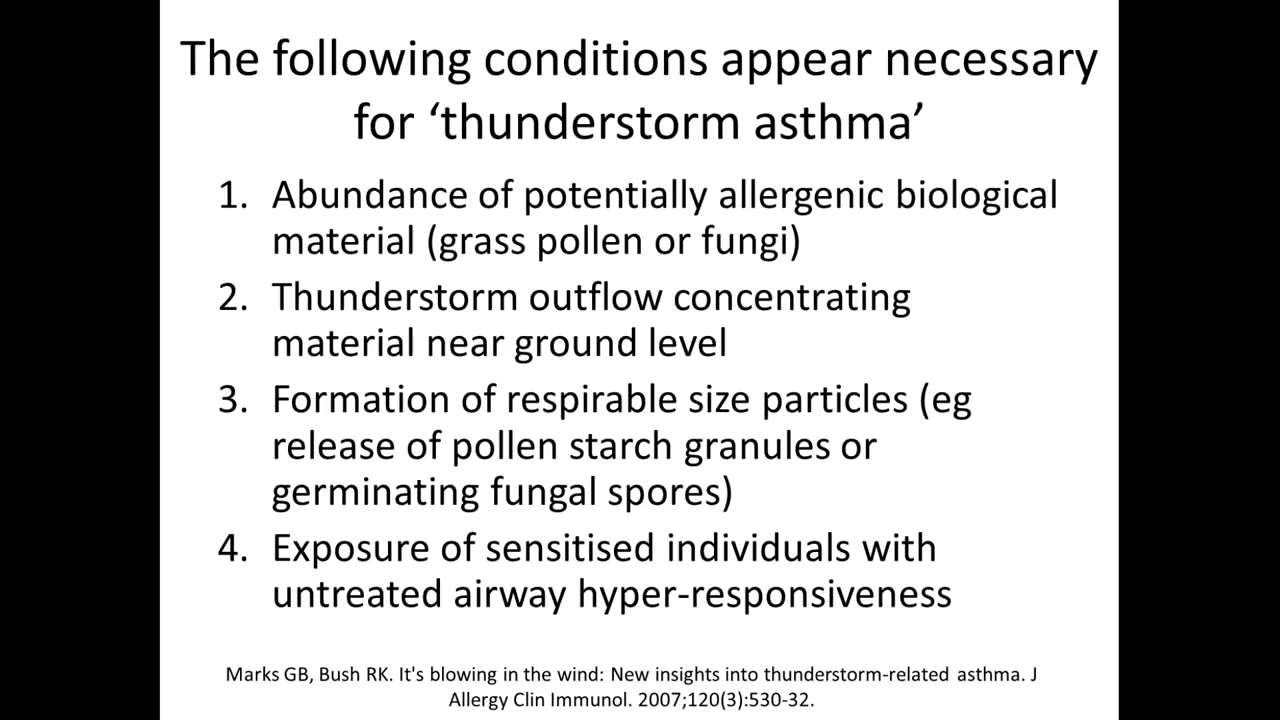 The following conditions appear necessary
for ‘thunderstorm asthma’
1. Abundance of potentially allergenic biological
material (grass pollen or fungi)
2. Thunderstorm outflow concentrating
material near ground level
3. Formation of respirable size particles (eg
release of pollen starch granules or
germinating fungal spores)
4. Exposure of sensitised individuals with
untreated airway hyper-responsiveness
Marks GB, Bush RK. It's blowing in the wind: New insights into thunderstorm-related asthma. J
Allergy Clin Immunol. 2007;120(3):530-32.